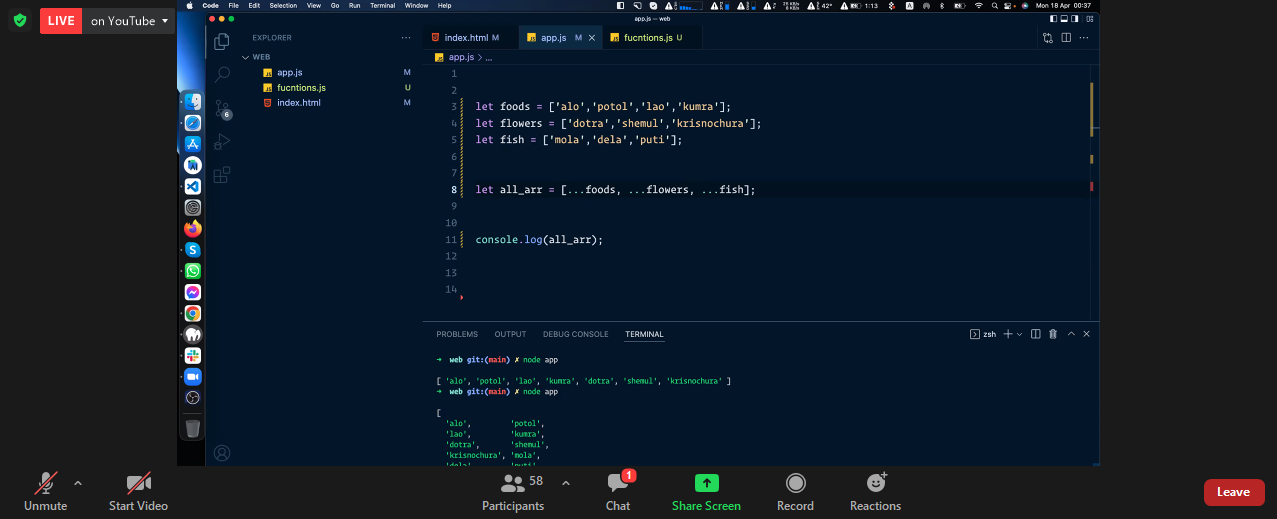 LIVE on YouTube
Code File Edit Selection View Go Run Terminal Window Help
42° 1:13 Mon 18 Apr 00:37
app.js — web
EXPLORER
WEB
app.js M
fucntions.js U
index.html M
6
index.html M app.js M fucntions.js U
app.js > ...
1
2
3 let foods = ['alo','potol','lao','kumra'];
4 let flowers = ['dotra','shemul','krisnochura'];
5 let fish = ['mola','dela','puti'];
6
7
8 let all_arr = [...foods, ...flowers, ...fish];
9
10
11 console.log(all_arr);
12
13
14
PROBLEMS OUTPUT DEBUG CONSOLE TERMINAL zsh
→ web git:(main) ✗ node app
[ 'alo', 'potol', 'lao', 'kumra', 'dotra', 'shemul', 'krisnochura' ]
→ web git:(main) ✗ node app
[
'alo', 'potol',
'lao', 'kumra',
'dotra', 'shemul',
'krisnochura', 'mola',
'dela', 'puti'
Unmute Start Video Participants 58 Chat 1 Share Screen Record Reactions Leave